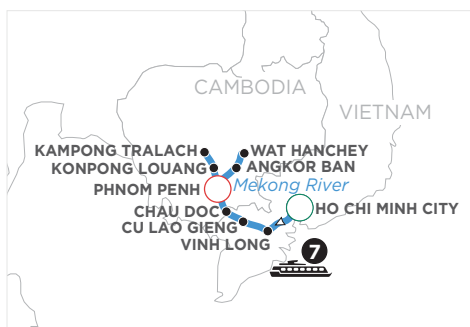 CAMBODIA
VIETNAM
KAMPONG TRALACH
WAT HANCHEY
KONPONG LOUANG
ANGKOR BAN
PHNOM PENH
Mekong River
CHAU DOC
HO CHI MINH CITY
CU LAO GIENG
VINH LONG
7